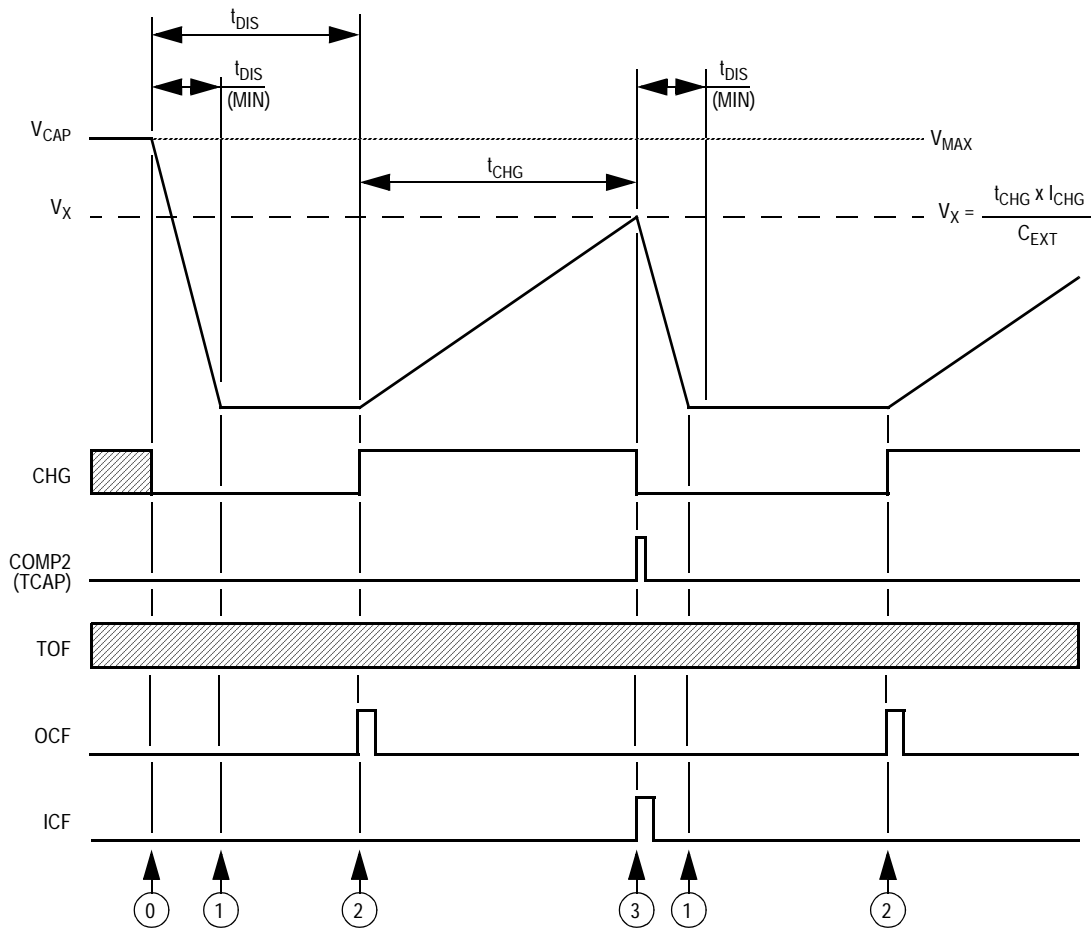 tDIS
tDIS
(MIN)
tDIS
(MIN)
VCAP
VMAX
tCHG
VX
VX = tCHG x ICHG
CEXT
CHG
COMP2
(TCAP)
TOF
OCF
ICF
0 1 2 3 1 2